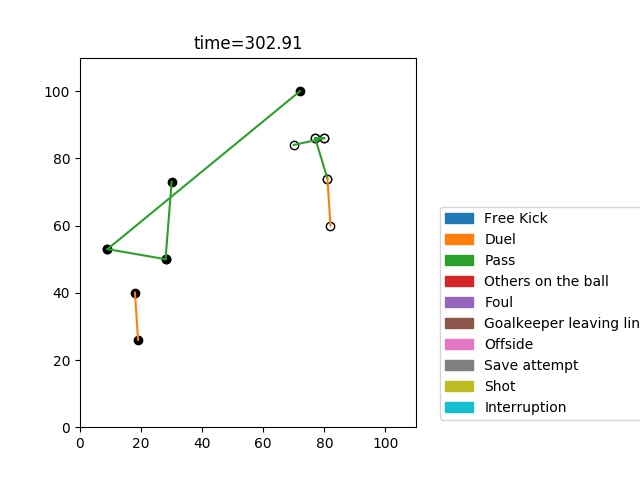 time=302.91
100
80
60
40
20
0
0 20 40 60 80 100
Free Kick
Duel
Pass
Others on the ball
Foul
Goalkeeper leaving lin
Offside
Save attempt
Shot
Interruption